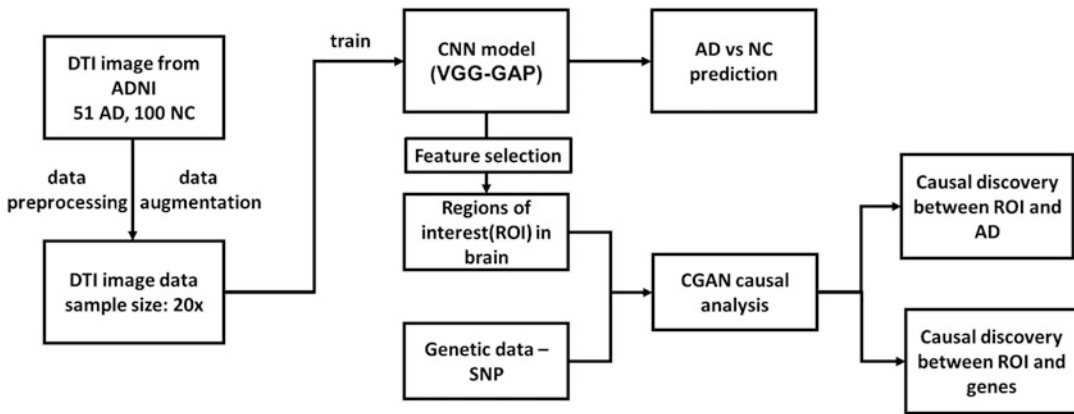 DTI image from
ADNI
51 AD, 100 NC
data
preprocessing
data
augmentation
DTI image data
sample size: 20x
train
CNN model
(VGG-GAP)
AD vs NC
prediction
Feature selection
Regions of
interest(ROI) in
brain
Genetic data –
SNP
CGAN causal
analysis
Causal discovery
between ROI and
AD
Causal discovery
between ROI and
genes